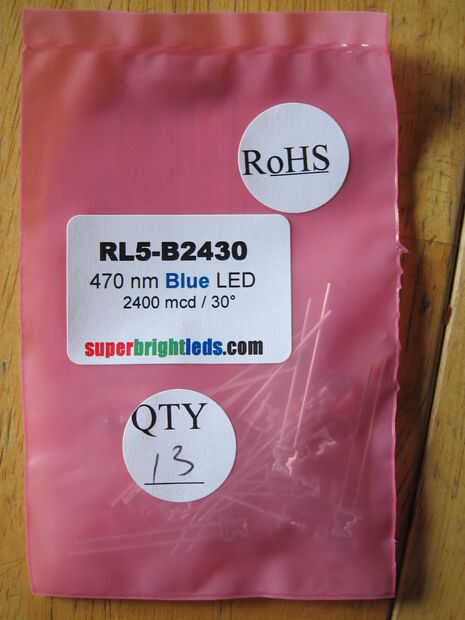 RoHS
RL5-B2430
470 nm Blue LED
2400 mcd / 30°
superbrightleds.com
QTY
13